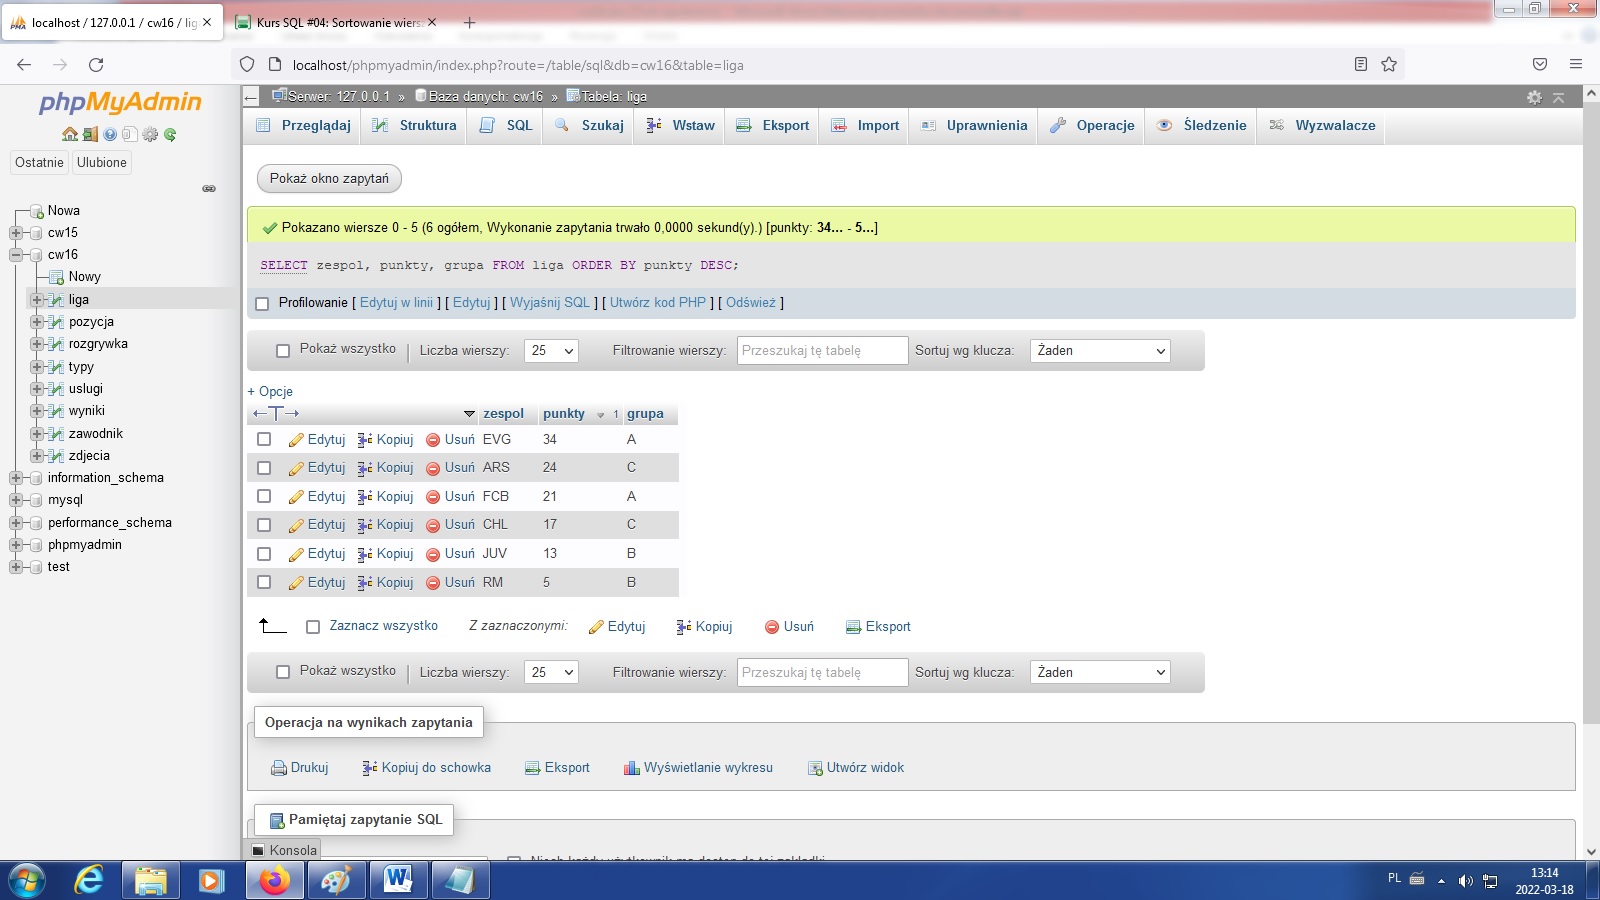 localhost / 127.0.0.1 / cw16 / lig
Kurs SQL #04: Sortowanie wiers
localhost/phpmyadmin/index.php?route=/table/sql&db=cw16&table=liga
phpMyAdmin
Ostatnie Ulubione
Nowa
cw15
cw16
Nowy
liga
pozycja
rozgrywka
typy
uslugi
wyniki
zawodnik
zdjecia
information_schema
mysql
performance_schema
phpmyadmin
test
Serwer: 127.0.0.1 » Baza danych: cw16 » Tabela: liga
Przeglądaj Struktura SQL Szukaj Wstaw Eksport Import Uprawnienia Operacje Śledzenie Wyzwalacze
Pokaż okno zapytań
Pokazano wiersze 0 - 5 (6 ogółem, Wykonanie zapytania trwało 0,0000 sekund(y).) [punkty: 34... - 5...]
SELECT zespol, punkty, grupa FROM liga ORDER BY punkty DESC;
Profilowanie [ Edytuj w linii ] [ Edytuj ] [ Wyjaśnij SQL ] [ Utwórz kod PHP ] [ Odśwież ]
Pokaż wszystko | Liczba wierszy: 25 Filtrowanie wierszy: Przeszukaj tę tabelę Sortuj wg klucza: Żaden
+ Opcje
←T→ zespol punkty 1 grupa
Edytuj Kopiuj Usuń EVG 34 A
Edytuj Kopiuj Usuń ARS 24 C
Edytuj Kopiuj Usuń FCB 21 A
Edytuj Kopiuj Usuń CHL 17 C
Edytuj Kopiuj Usuń JUV 13 B
Edytuj Kopiuj Usuń RM 5 B
Zaznacz wszystko Z zaznaczonymi: Edytuj Kopiuj Usuń Eksport
Pokaż wszystko | Liczba wierszy: 25 Filtrowanie wierszy: Przeszukaj tę tabelę Sortuj wg klucza: Żaden
Operacja na wynikach zapytania
Drukuj Kopiuj do schowka Eksport Wyświetlanie wykresu Utwórz widok
Pamiętaj zapytanie SQL
Konsola
Niech każdy użytkownik ma dostęp do tej zakładki
PL 13:14
2022-03-18